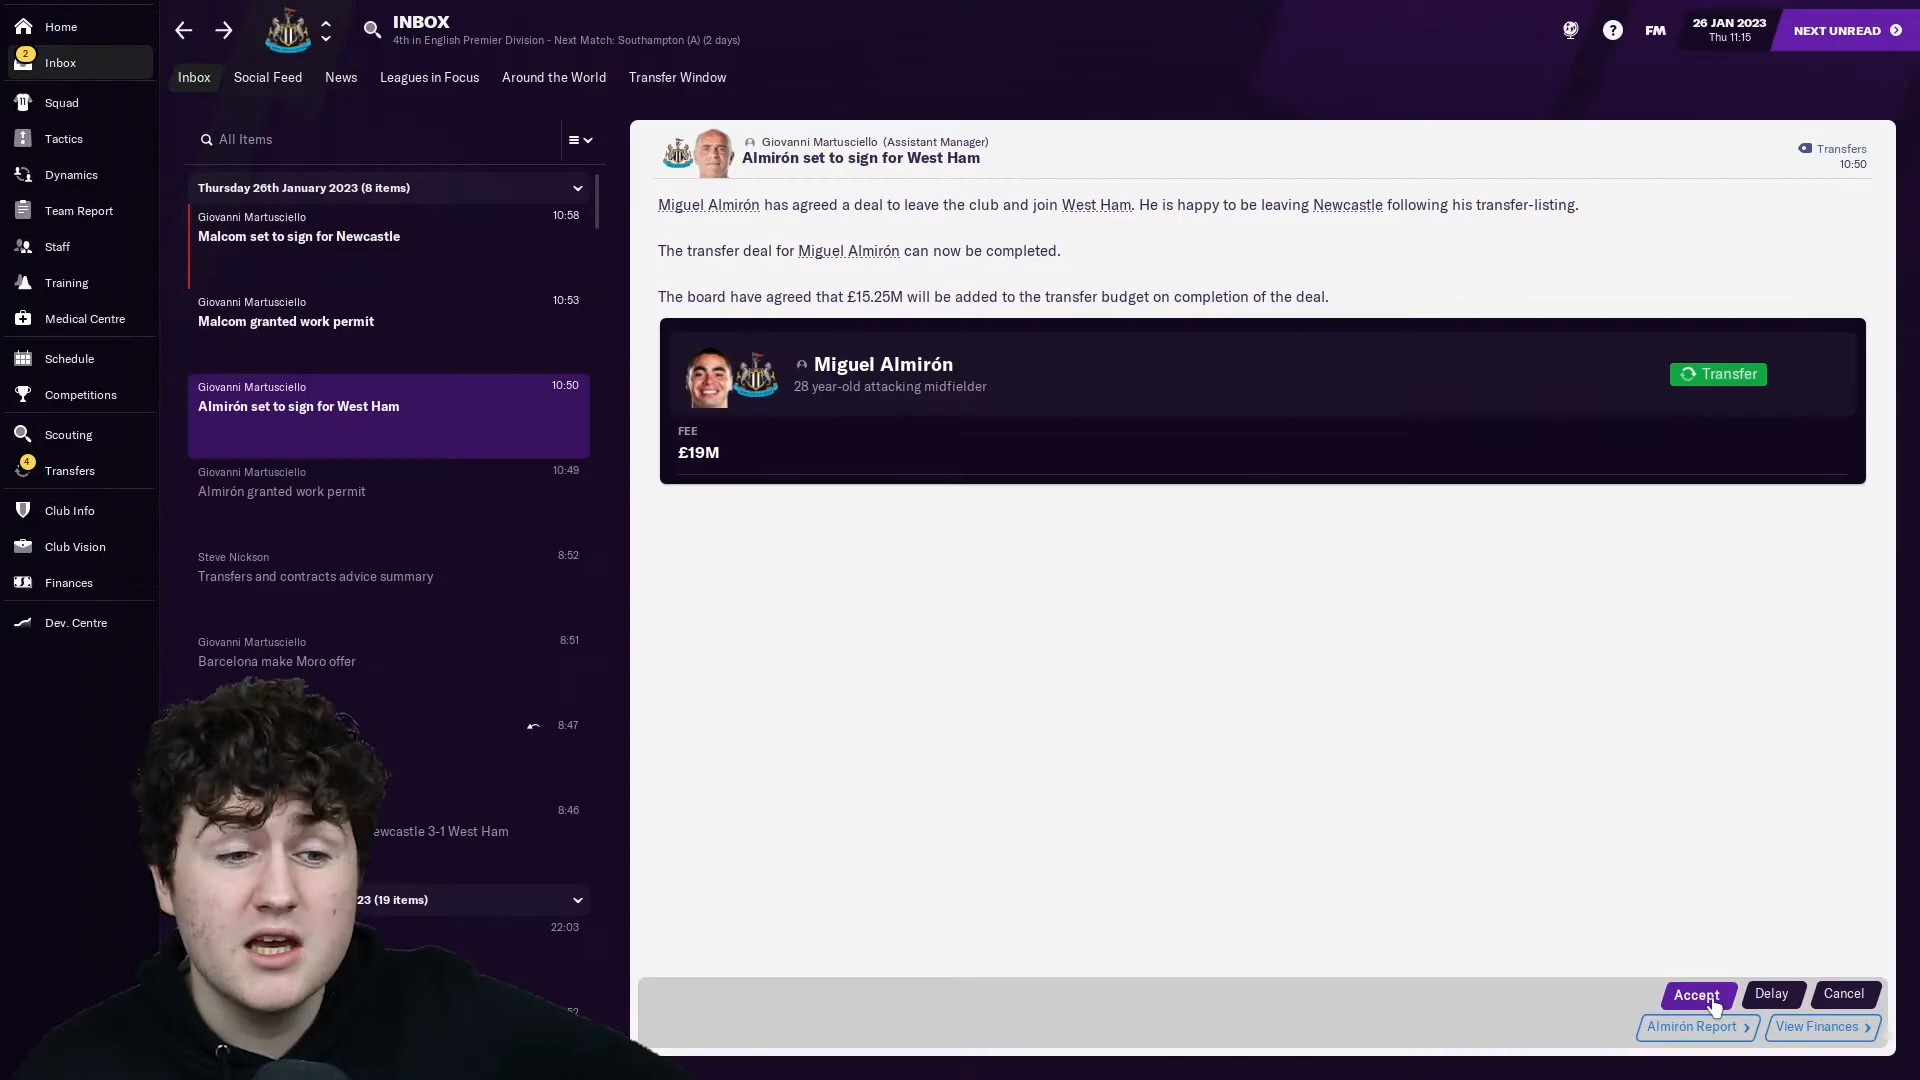 Home
2
Inbox
Squad
Tactics
Dynamics
Team Report
Staff
Training
Medical Centre
Schedule
Competitions
Scouting
4
Transfers
Club Info
Club Vision
Finances
Dev. Centre
INBOX
4th in English Premier Division - Next Match: Southampton (A) (2 days)
FM
26 JAN 2023
Thu 11:15
NEXT UNREAD
Inbox Social Feed News Leagues in Focus Around the World Transfer Window
All Items
Thursday 26th January 2023 (8 items)
Giovanni Martusciello 10:58
Malcom set to sign for Newcastle
Giovanni Martusciello 10:53
Malcom granted work permit
Giovanni Martusciello 10:50
Almirón set to sign for West Ham
Giovanni Martusciello 10:49
Almirón granted work permit
Steve Nickson 8:52
Transfers and contracts advice summary
Giovanni Martusciello 8:51
Barcelona make Moro offer
8:47
8:46
ewcastle 3-1 West Ham
23 (19 items)
22:03
Giovanni Martusciello (Assistant Manager)
Almirón set to sign for West Ham
Transfers
10:50
Miguel Almirón has agreed a deal to leave the club and join West Ham. He is happy to be leaving Newcastle following his transfer-listing.
The transfer deal for Miguel Almirón can now be completed.
The board have agreed that £15.25M will be added to the transfer budget on completion of the deal.
Miguel Almirón
28 year-old attacking midfielder
Transfer
FEE
£19M
Accept Delay Cancel
Almirón Report View Finances